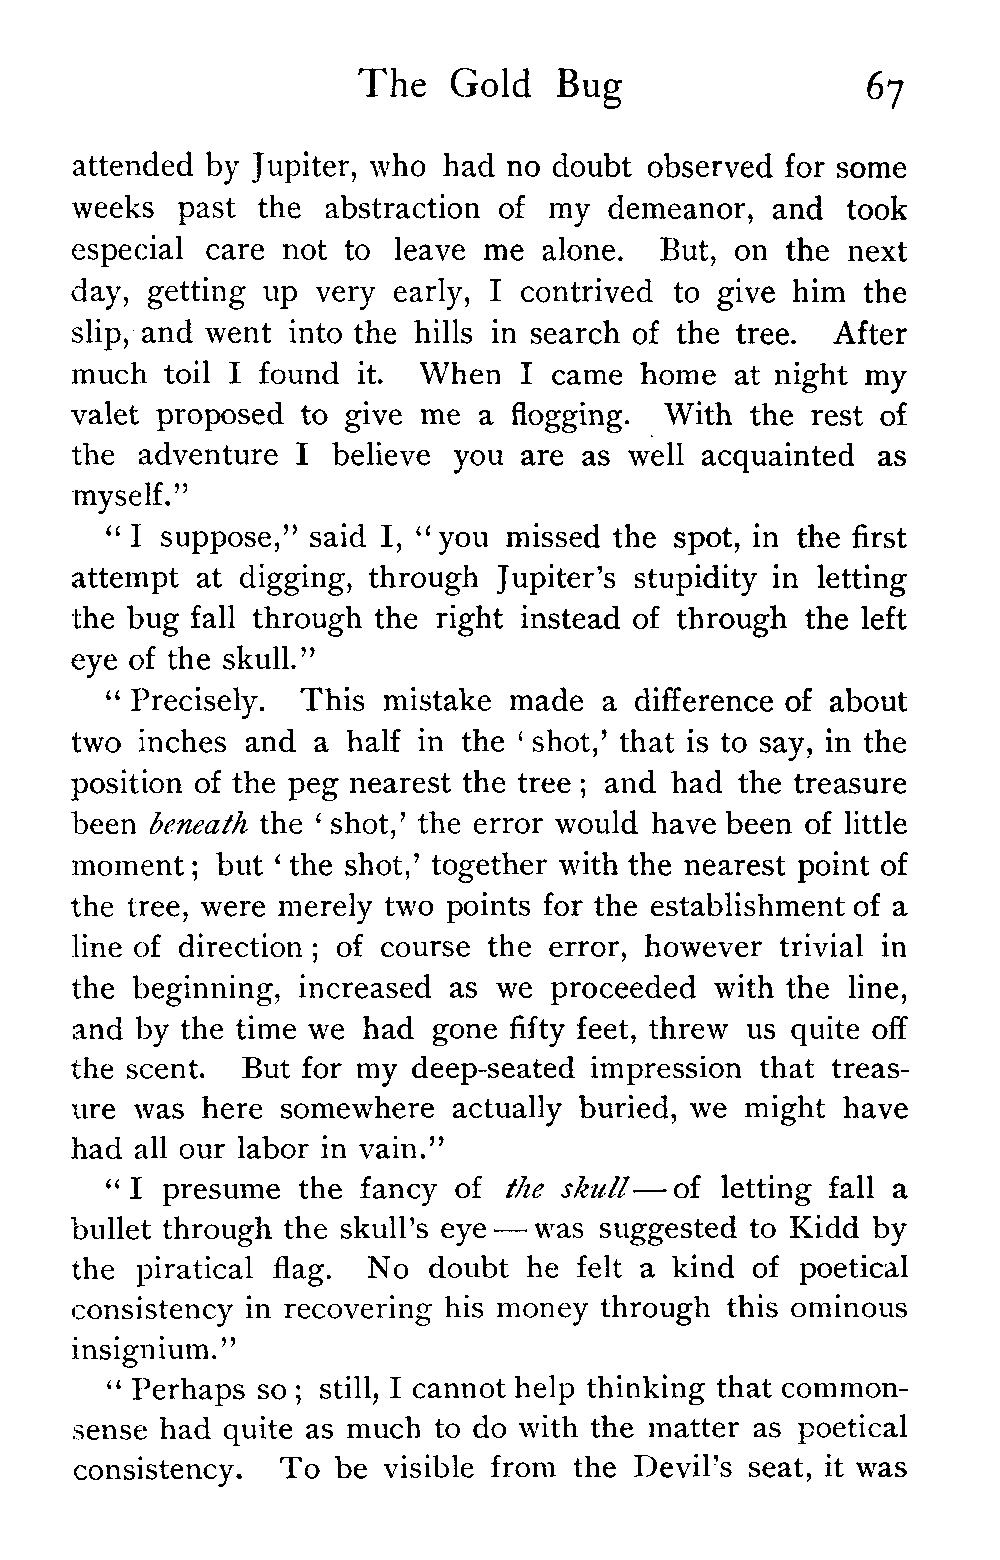 The Gold Bug 67
attended by Jupiter, who had no doubt observed for some
weeks past the abstraction of my demeanor, and took
especial care not to leave me alone. But, on the next
day, getting up very early, I contrived to give him the
slip, and went into the hills in search of the tree. After
much toil I found it. When I came home at night my
valet proposed to give me a flogging. With the rest of
the adventure I believe you are as well acquainted as
myself.”
“ I suppose,” said I, “ you missed the spot, in the first
attempt at digging, through Jupiter’s stupidity in letting
the bug fall through the right instead of through the left
eye of the skull.”
“ Precisely. This mistake made a difference of about
two inches and a half in the ‘ shot,’ that is to say, in the
position of the peg nearest the tree ; and had the treasure
been beneath the ‘ shot,’ the error would have been of little
moment ; but ‘ the shot,’ together with the nearest point of
the tree, were merely two points for the establishment of a
line of direction ; of course the error, however trivial in
the beginning, increased as we proceeded with the line,
and by the time we had gone fifty feet, threw us quite off
the scent. But for my deep-seated impression that treas-
ure was here somewhere actually buried, we might have
had all our labor in vain.”
“ I presume the fancy of the skull — of letting fall a
bullet through the skull’s eye — was suggested to Kidd by
the piratical flag. No doubt he felt a kind of poetical
consistency in recovering his money through this ominous
insignium.”
“ Perhaps so ; still, I cannot help thinking that common-
sense had quite as much to do with the matter as poetical
consistency. To be visible from the Devil’s seat, it was